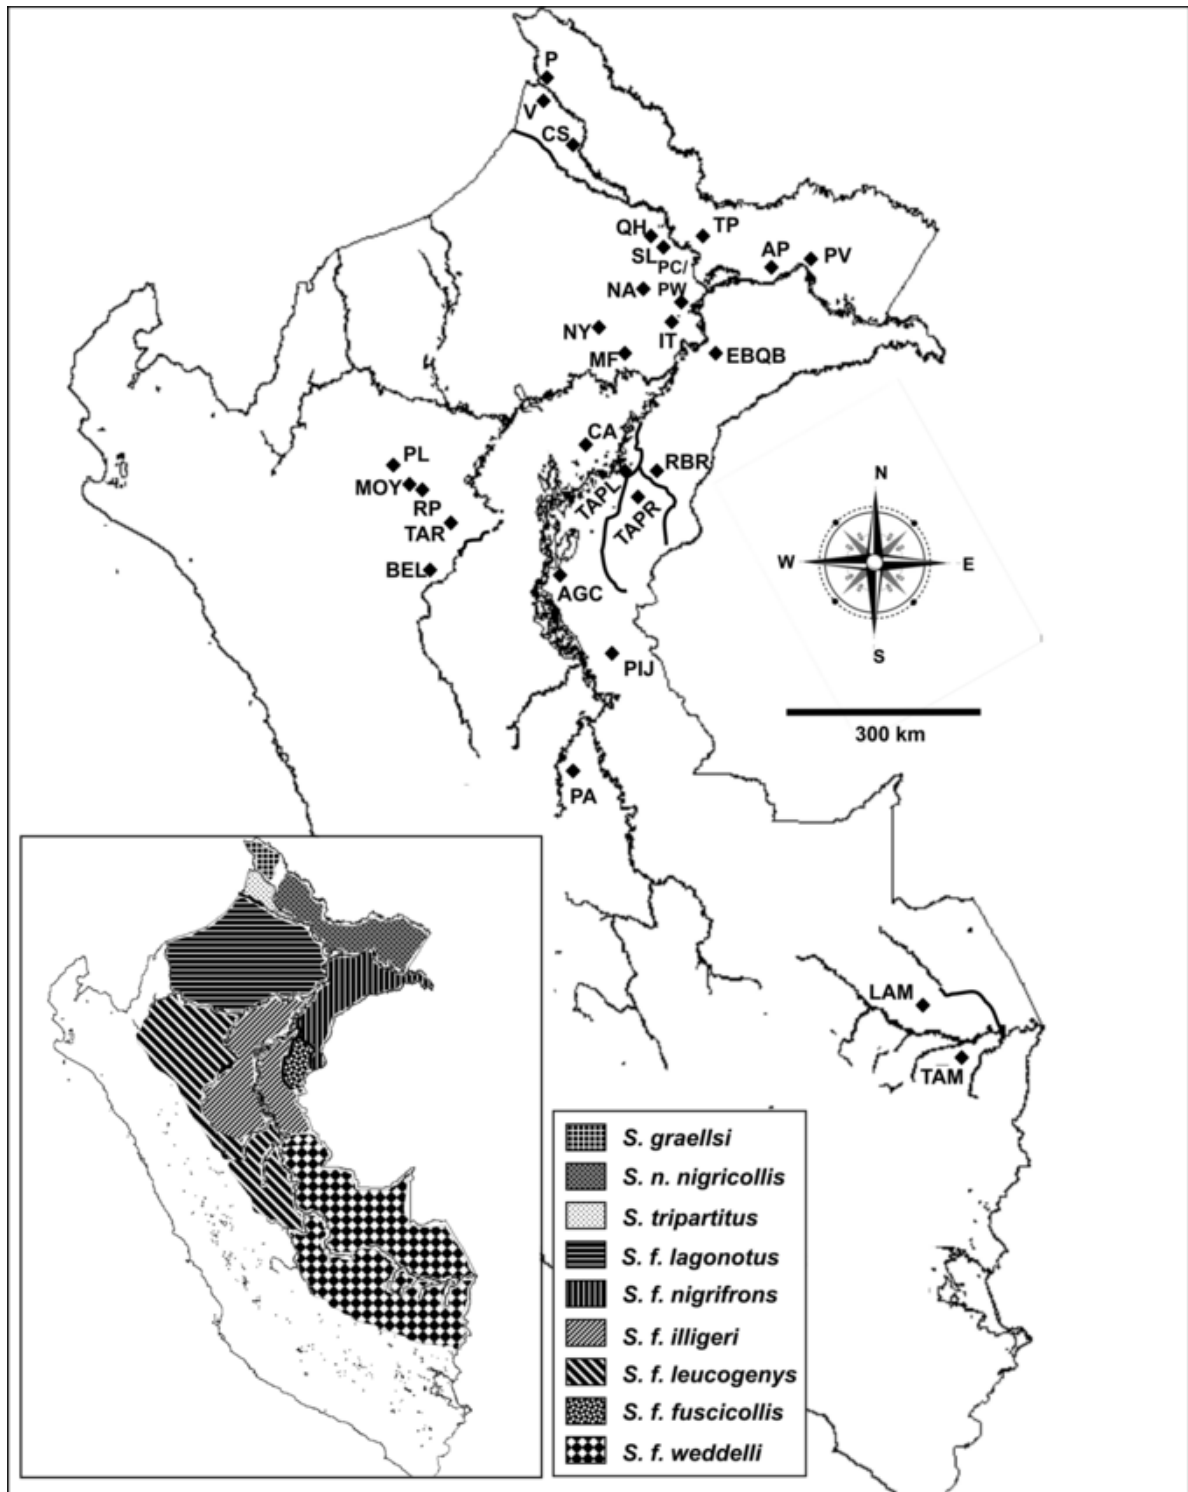 P
V
CS
QH
TP
SL
AP
PV
PC/
PW
NA
NY
IT
MF
EBQB
CA
PL
RBR
MOY
RP
TAPL
TAPR
TAR
BEL
AGC
PIJ
PA
N
W
E
S
300 km
LAM
TAM
S. graellsi
S. n. nigricollis
S. tripartitus
S. f. lagonotus
S. f. nigrifrons
S. f. illigeri
S. f. leucogenys
S. f. fuscicollis
S. f. weddelli